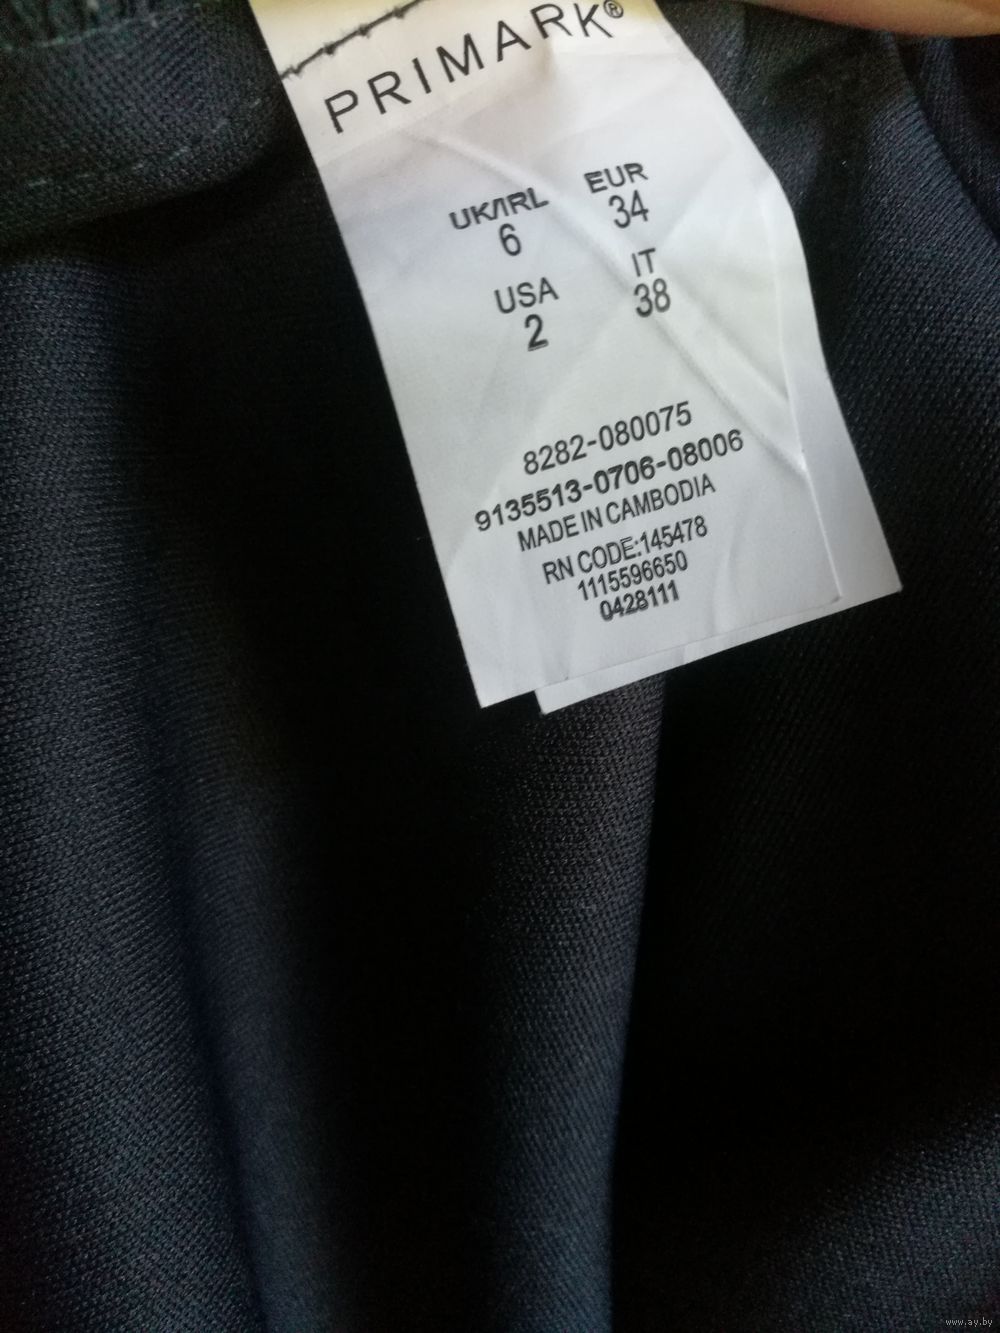 PRIMARK®
UK/IRL EUR
6 34
USA IT
2 38
8282-080075
9135513-0706-08006
MADE IN CAMBODIA
RN CODE:145478
1115596650
0428111
www.ay.by